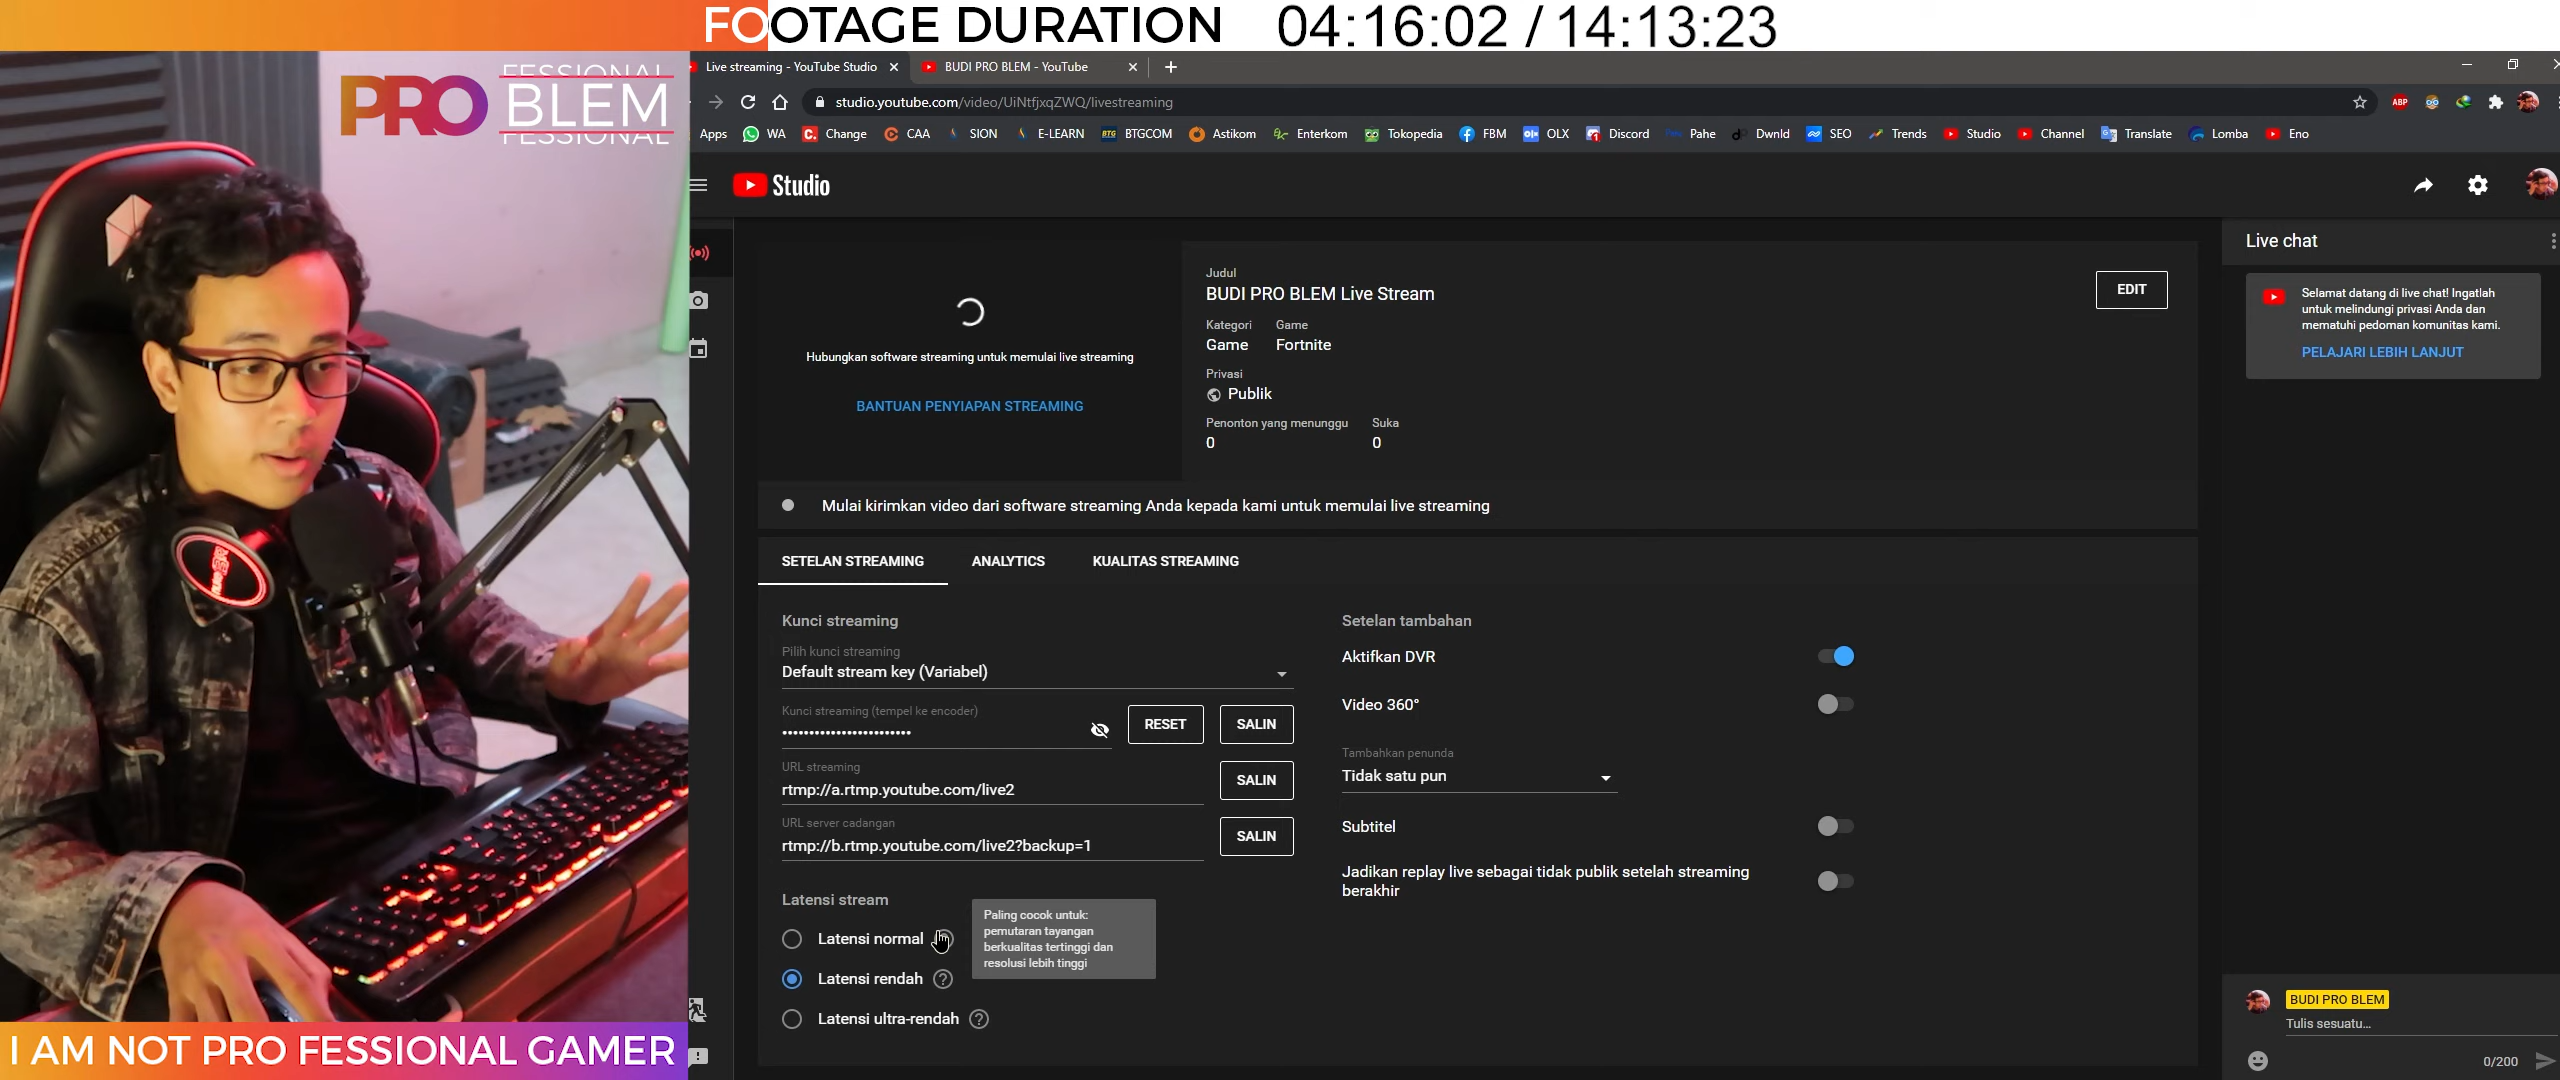 FOOTAGE DURATION 04:16:02 / 14:13:23
FESSIONAL
PRO BLEM
FESSIONAL
I AM NOT PRO FESSIONAL GAMER
Live streaming - YouTube Studio
BUDI PRO BLEM - YouTube
studio.youtube.com/video/UiNtfjxqZWQ/livestreaming
ABP
Apps WA Change CAA SION E-LEARN BTGCOM Astikom Enterkom Tokopedia FBM OLX Discord Pahe Dwnld SEO Trends Studio Channel Translate Lomba Eno
Studio
Hubungkan software streaming untuk memulai live streaming
BANTUAN PENYIAPAN STREAMING
Judul
BUDI PRO BLEM Live Stream
EDIT
Kategori Game
Game Fortnite
Privasi
Publik
Penonton yang menunggu Suka
0 0
Mulai kirimkan video dari software streaming Anda kepada kami untuk memulai live streaming
SETELAN STREAMING ANALYTICS KUALITAS STREAMING
Kunci streaming
Pilih kunci streaming
Default stream key (Variabel)
Kunci streaming (tempel ke encoder)
••••••••••••••••••••••••
RESET SALIN
URL streaming
rtmp://a.rtmp.youtube.com/live2
SALIN
URL server cadangan
rtmp://b.rtmp.youtube.com/live2?backup=1
SALIN
Latensi stream
Latensi normal
Latensi rendah
Latensi ultra-rendah
Paling cocok untuk:
pemutaran tayangan
berkualitas tertinggi dan
resolusi lebih tinggi
Setelan tambahan
Aktifkan DVR
Video 360°
Tambahkan penunda
Tidak satu pun
Subtitel
Jadikan replay live sebagai tidak publik setelah streaming
berakhir
Live chat
Selamat datang di live chat! Ingatlah
untuk melindungi privasi Anda dan
mematuhi pedoman komunitas kami.
PELAJARI LEBIH LANJUT
BUDI PRO BLEM
Tulis sesuatu...
0/200